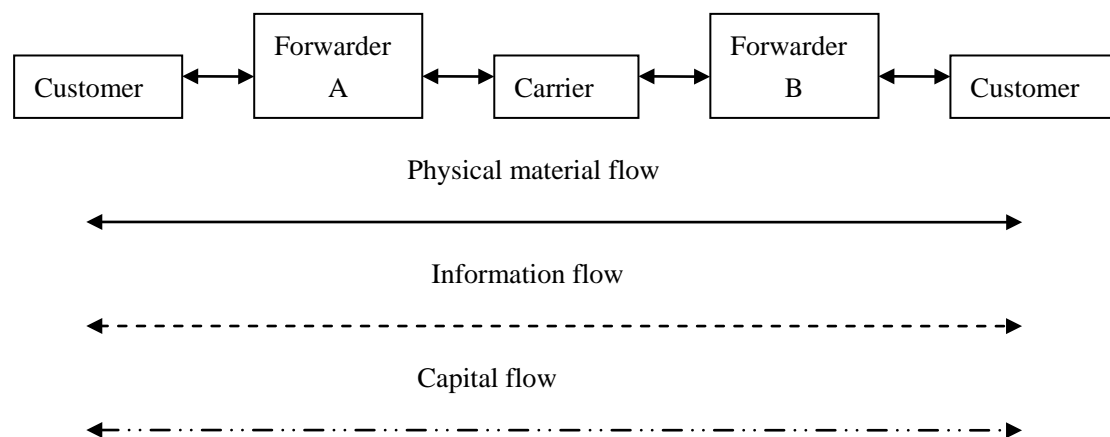 Customer
Forwarder
A
Carrier
Forwarder
B
Customer
Physical material flow
Information flow
Capital flow